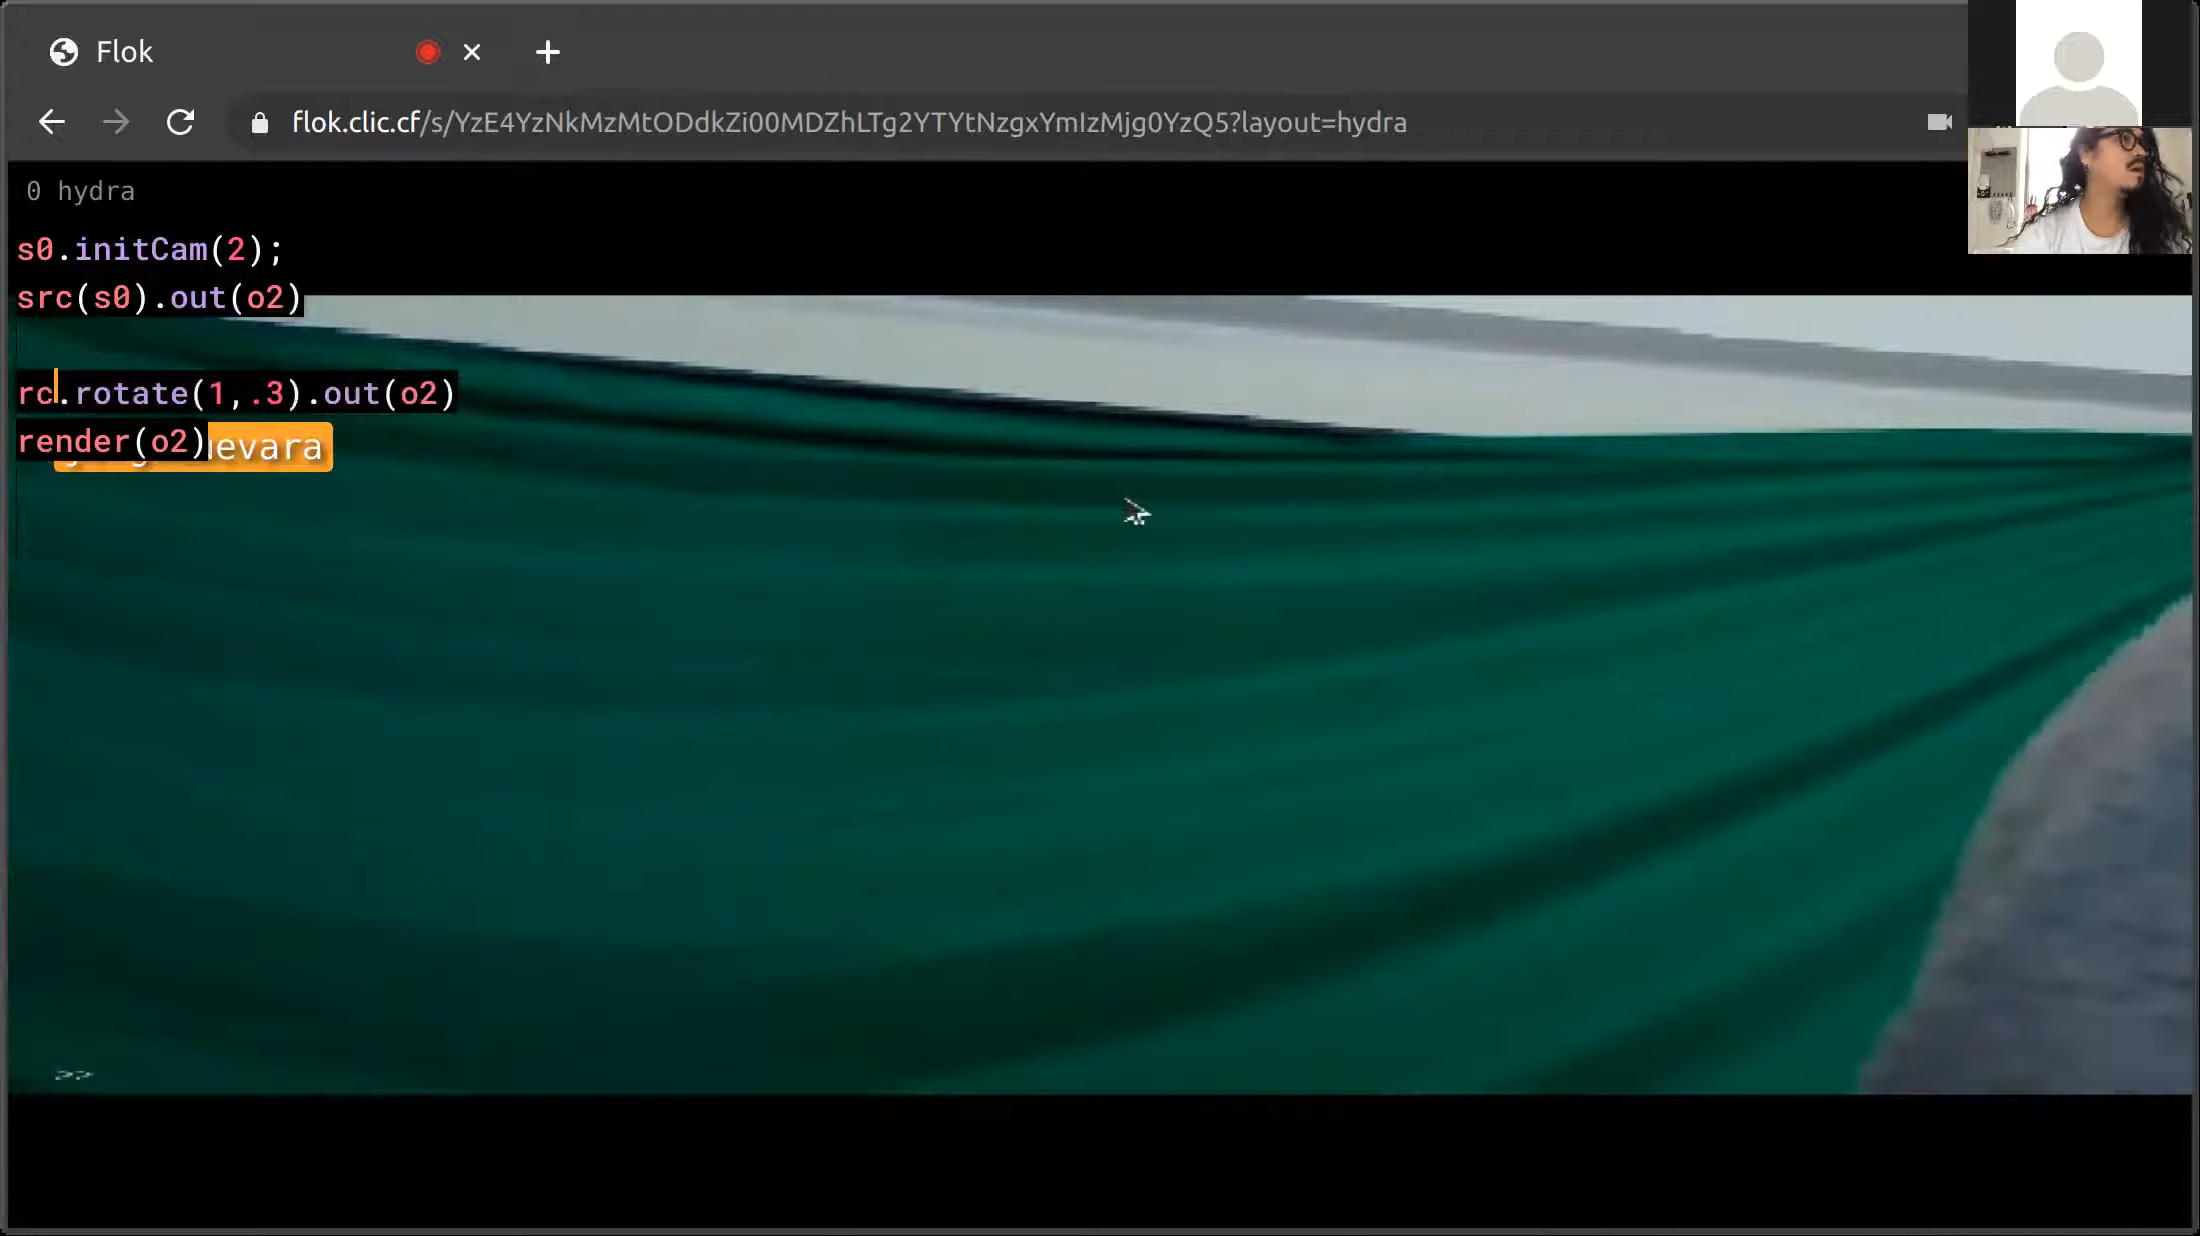 Flok
flok.clic.cf/s/YzE4YzNkMzMtODdkZi00MDZhLTg2YTYtNzgxYmIzMjg0YzQ5?layout=hydra
0 hydra
s0.initCam(2);
src(s0).out(o2)
rc.rotate(1,.3).out(o2)
render(o2)
>>